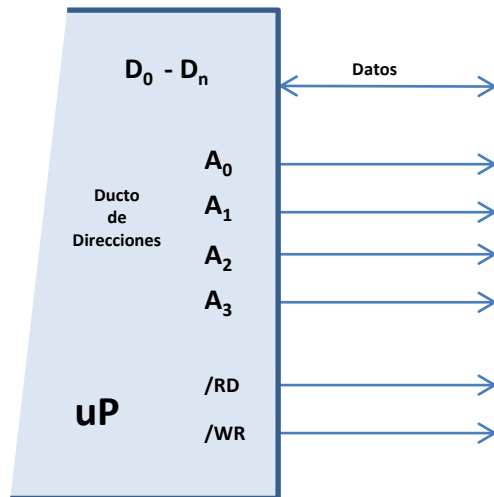 D0 - Dn
Datos
A0
Ducto
de
Direcciones
A1
A2
A3
/RD
uP
/WR